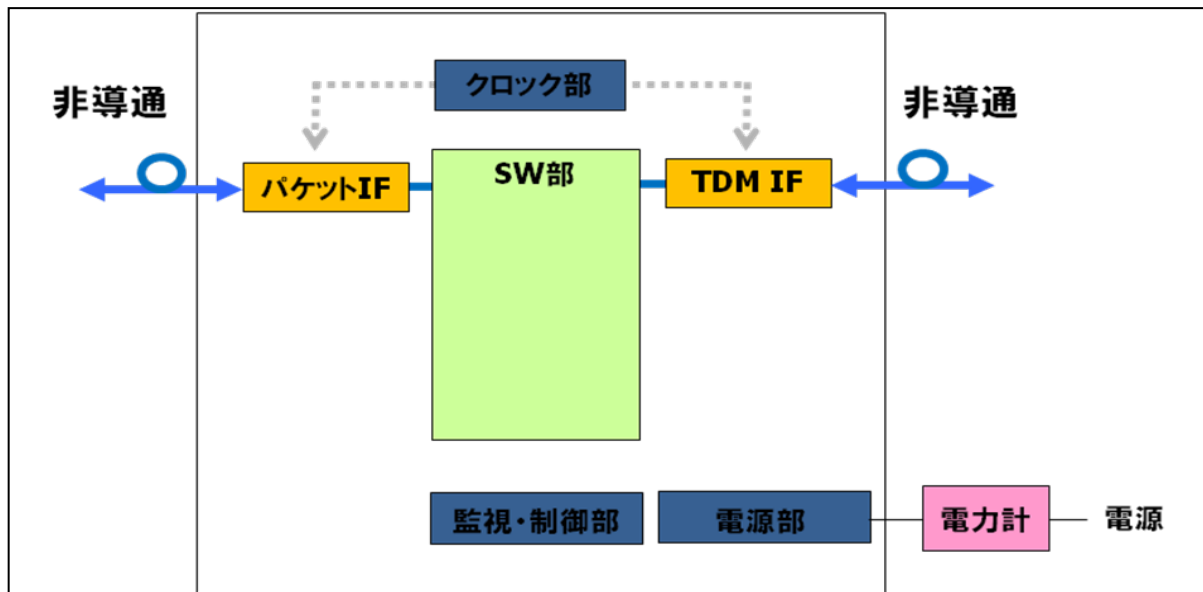 クロック部
非導通
非導通
パケットIF
SW部
TDM IF
監視・制御部
電源部
電力計
電源